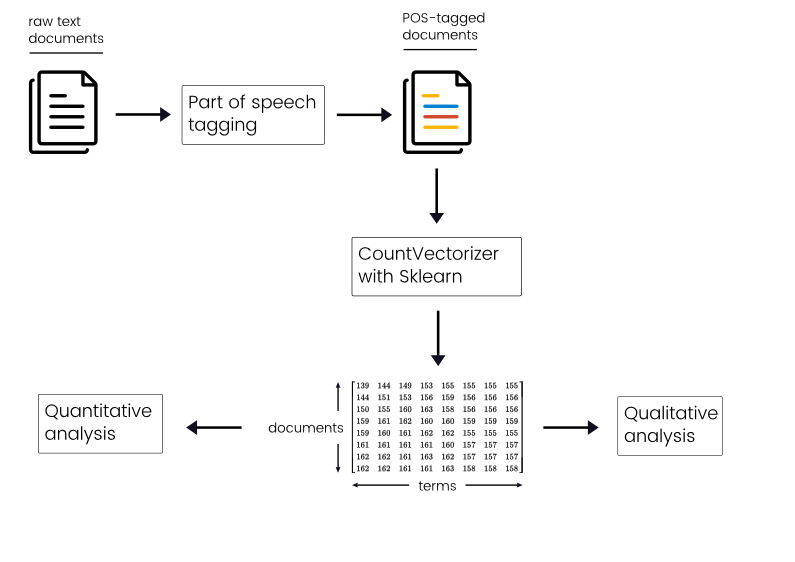 raw text
documents
POS-tagged
documents
Part of speech
tagging
CountVectorizer
with Sklearn
139 144 149 153 155 155 155 155
144 151 153 156 159 156 156 156
150 155 160 163 158 156 156 156
159 161 162 160 160 159 159 159
159 160 161 162 162 155 155 155
161 161 161 161 160 157 157 157
162 162 161 163 162 157 157 157
162 162 161 161 163 158 158 158
documents
terms
Quantitative
analysis
Qualitative
analysis